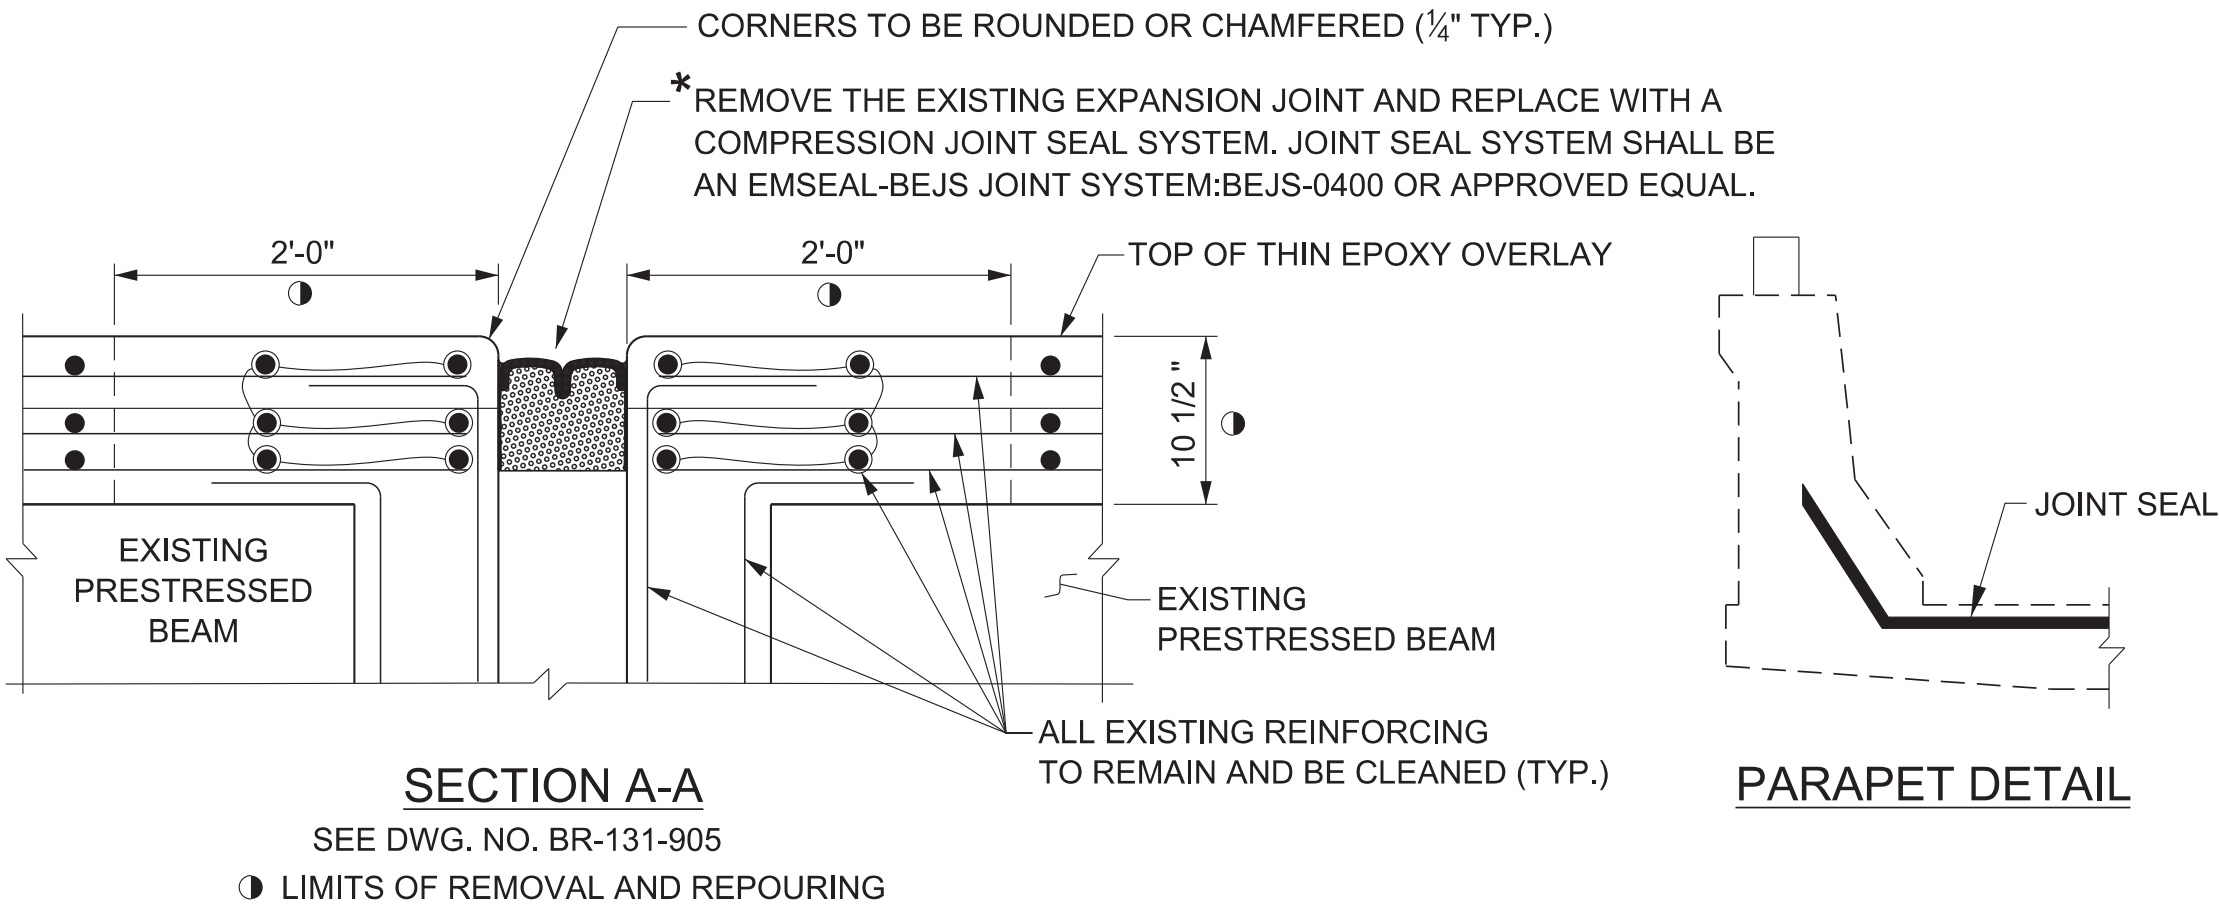 CORNERS TO BE ROUNDED OR CHAMFERED (¼" TYP.)
*REMOVE THE EXISTING EXPANSION JOINT AND REPLACE WITH A
COMPRESSION JOINT SEAL SYSTEM. JOINT SEAL SYSTEM SHALL BE
AN EMSEAL-BEJS JOINT SYSTEM:BEJS-0400 OR APPROVED EQUAL.
2'-0"
2'-0"
TOP OF THIN EPOXY OVERLAY
10 1/2 "
JOINT SEAL
EXISTING
PRESTRESSED
BEAM
EXISTING
PRESTRESSED BEAM
ALL EXISTING REINFORCING
TO REMAIN AND BE CLEANED (TYP.)
SECTION A-A
SEE DWG. NO. BR-131-905
◑ LIMITS OF REMOVAL AND REPOURING
PARAPET DETAIL